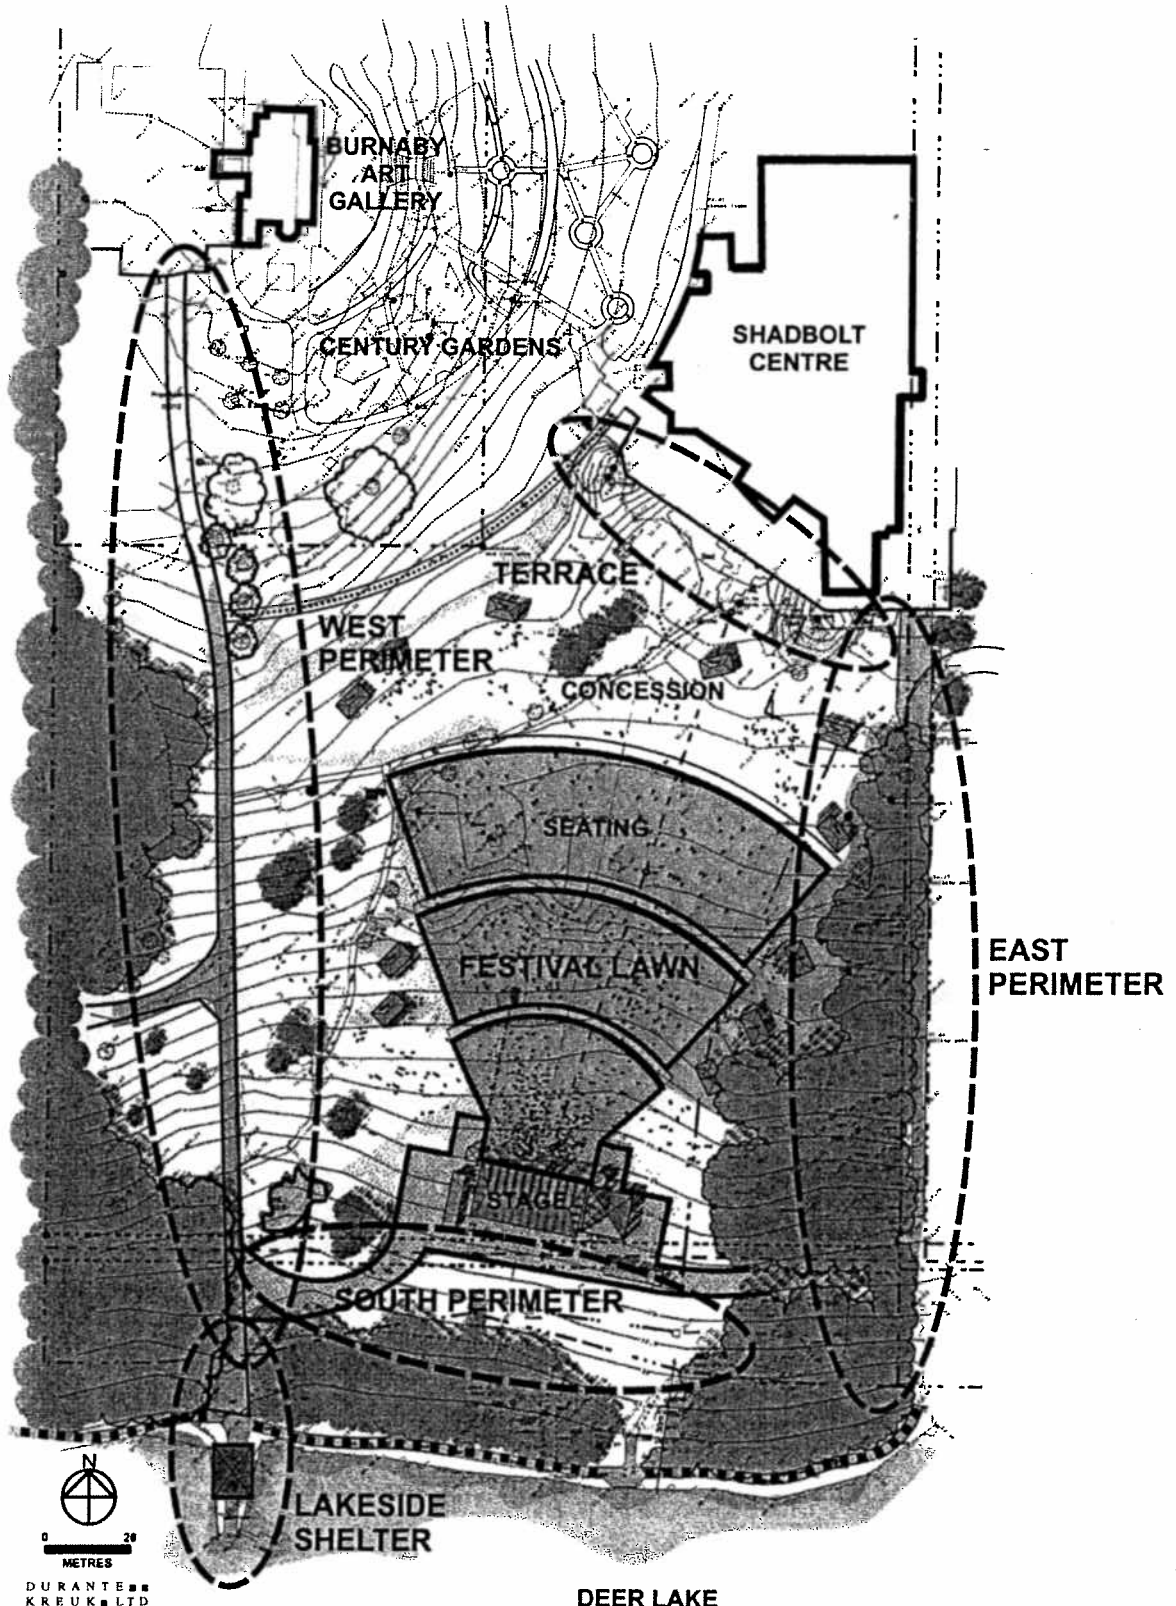 BURNABY
ART
GALLERY
SHADBOLT
CENTRE
CENTURY GARDENS
TERRACE
WEST
PERIMETER
CONCESSION
SEATING
FESTIVAL LAWN
EAST
PERIMETER
STAGE
SOUTH PERIMETER
N
LAKESIDE
SHELTER
0 20
METRES
DURANTE
KREUK LTD
DEER LAKE